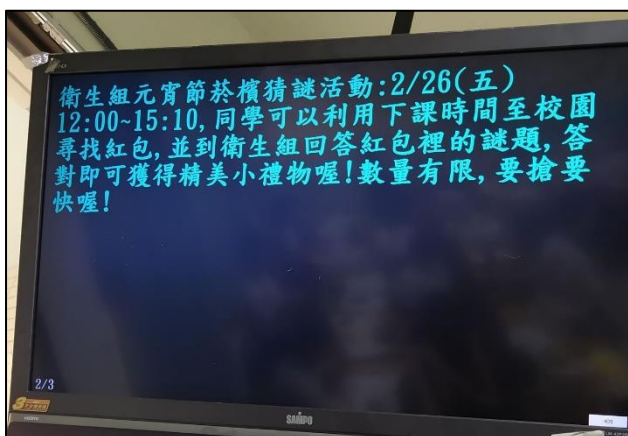 衛生組元宵節菸檳猜謎活動:2/26(五)
12:00~15:10,同學可以利用下課時間至校園
尋找紅包,並到衛生組回答紅包裡的謎題,答
對即可獲得精美小禮物喔!數量有限,要搶要
快喔!
2/3
SAMPO